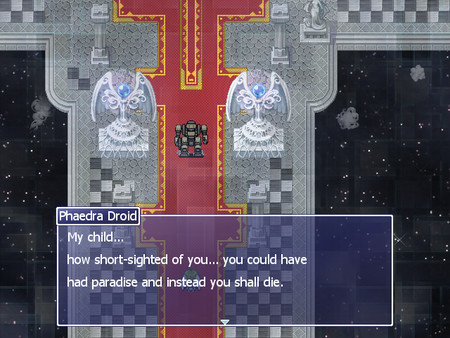 Phaedra Droid
My child...
how short-sighted of you... you could have
had paradise and instead you shall die.